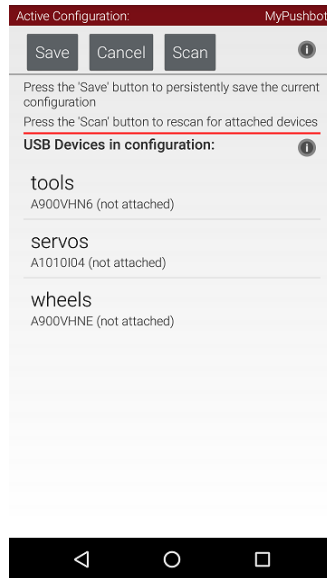 Active Configuration: MyPushbot
Save Cancel Scan
Press the 'Save' button to persistently save the current
configuration
Press the 'Scan' button to rescan for attached devices
USB Devices in configuration:
tools
A900VHN6 (not attached)
servos
A1010I04 (not attached)
wheels
A900VHNE (not attached)